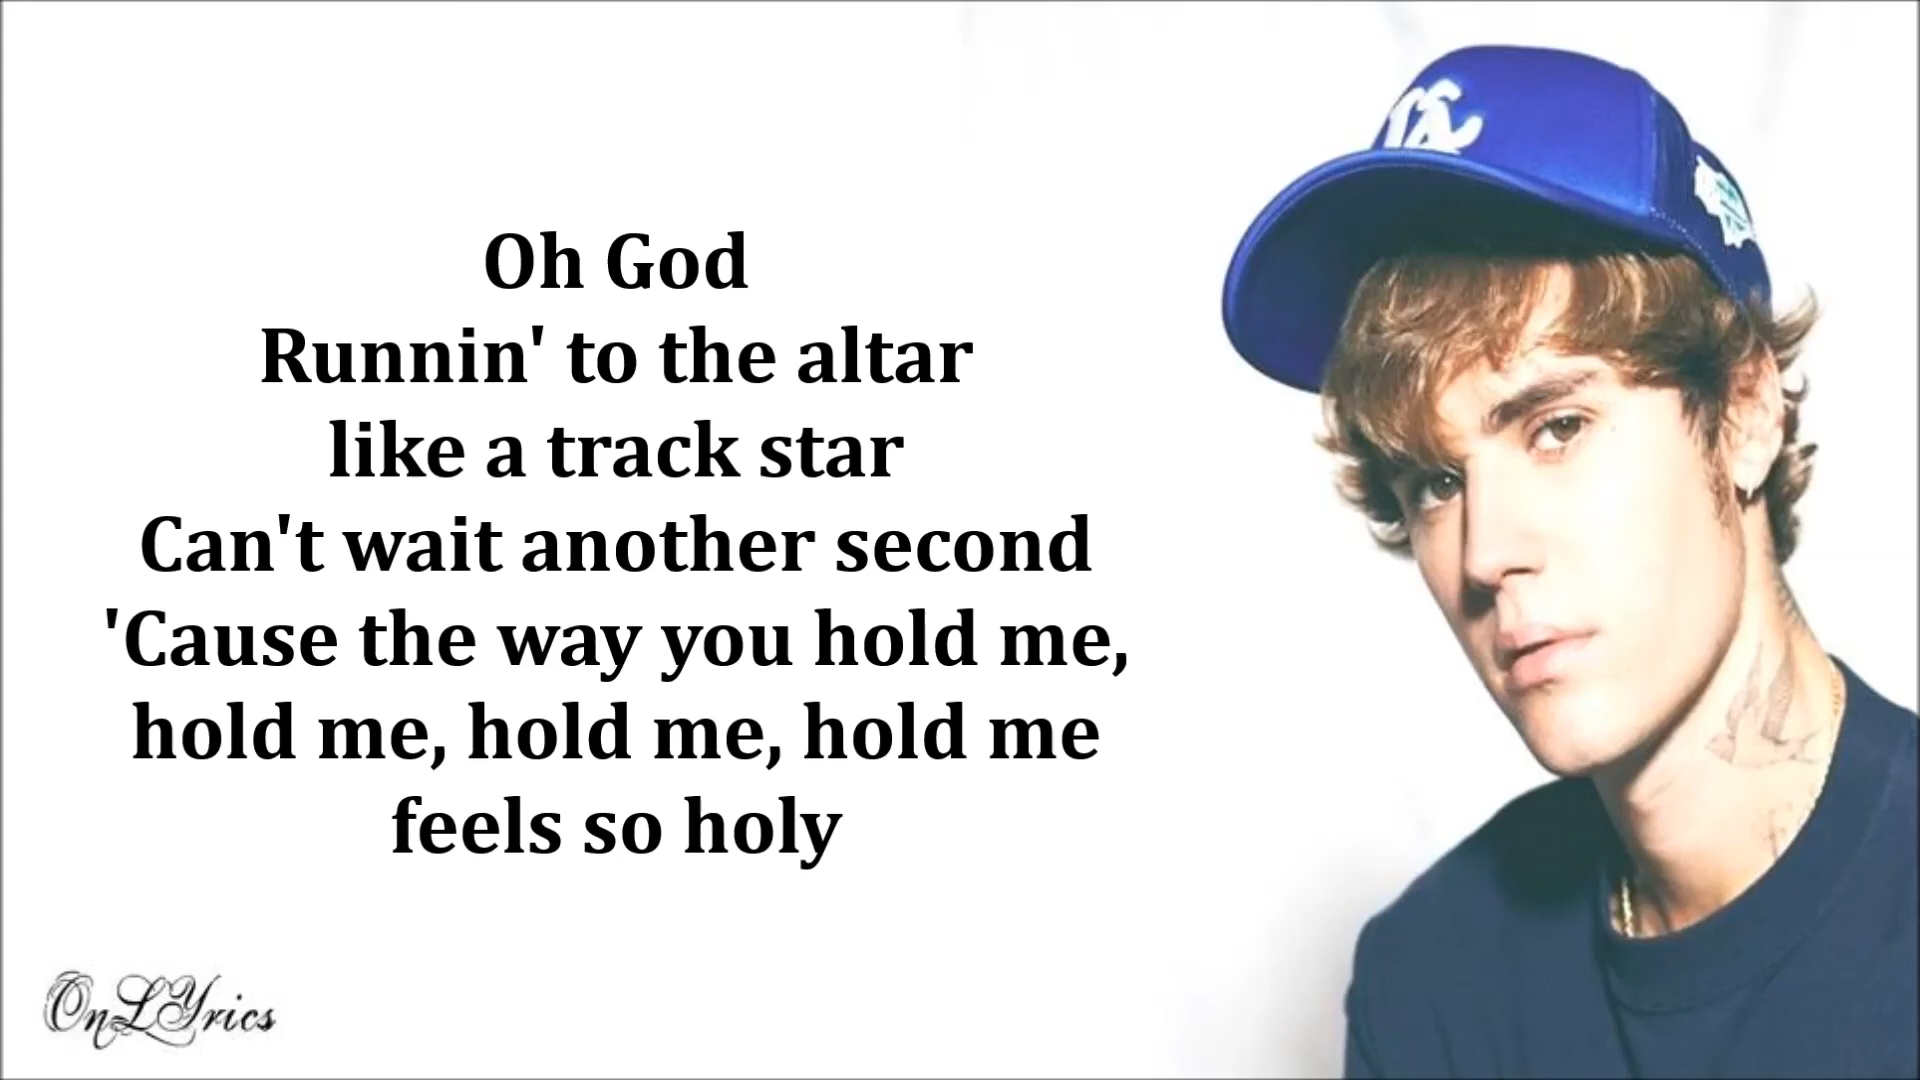 Oh God
Runnin' to the altar
like a track star
Can't wait another second
'Cause the way you hold me,
hold me, hold me, hold me
feels so holy
OnLYrics